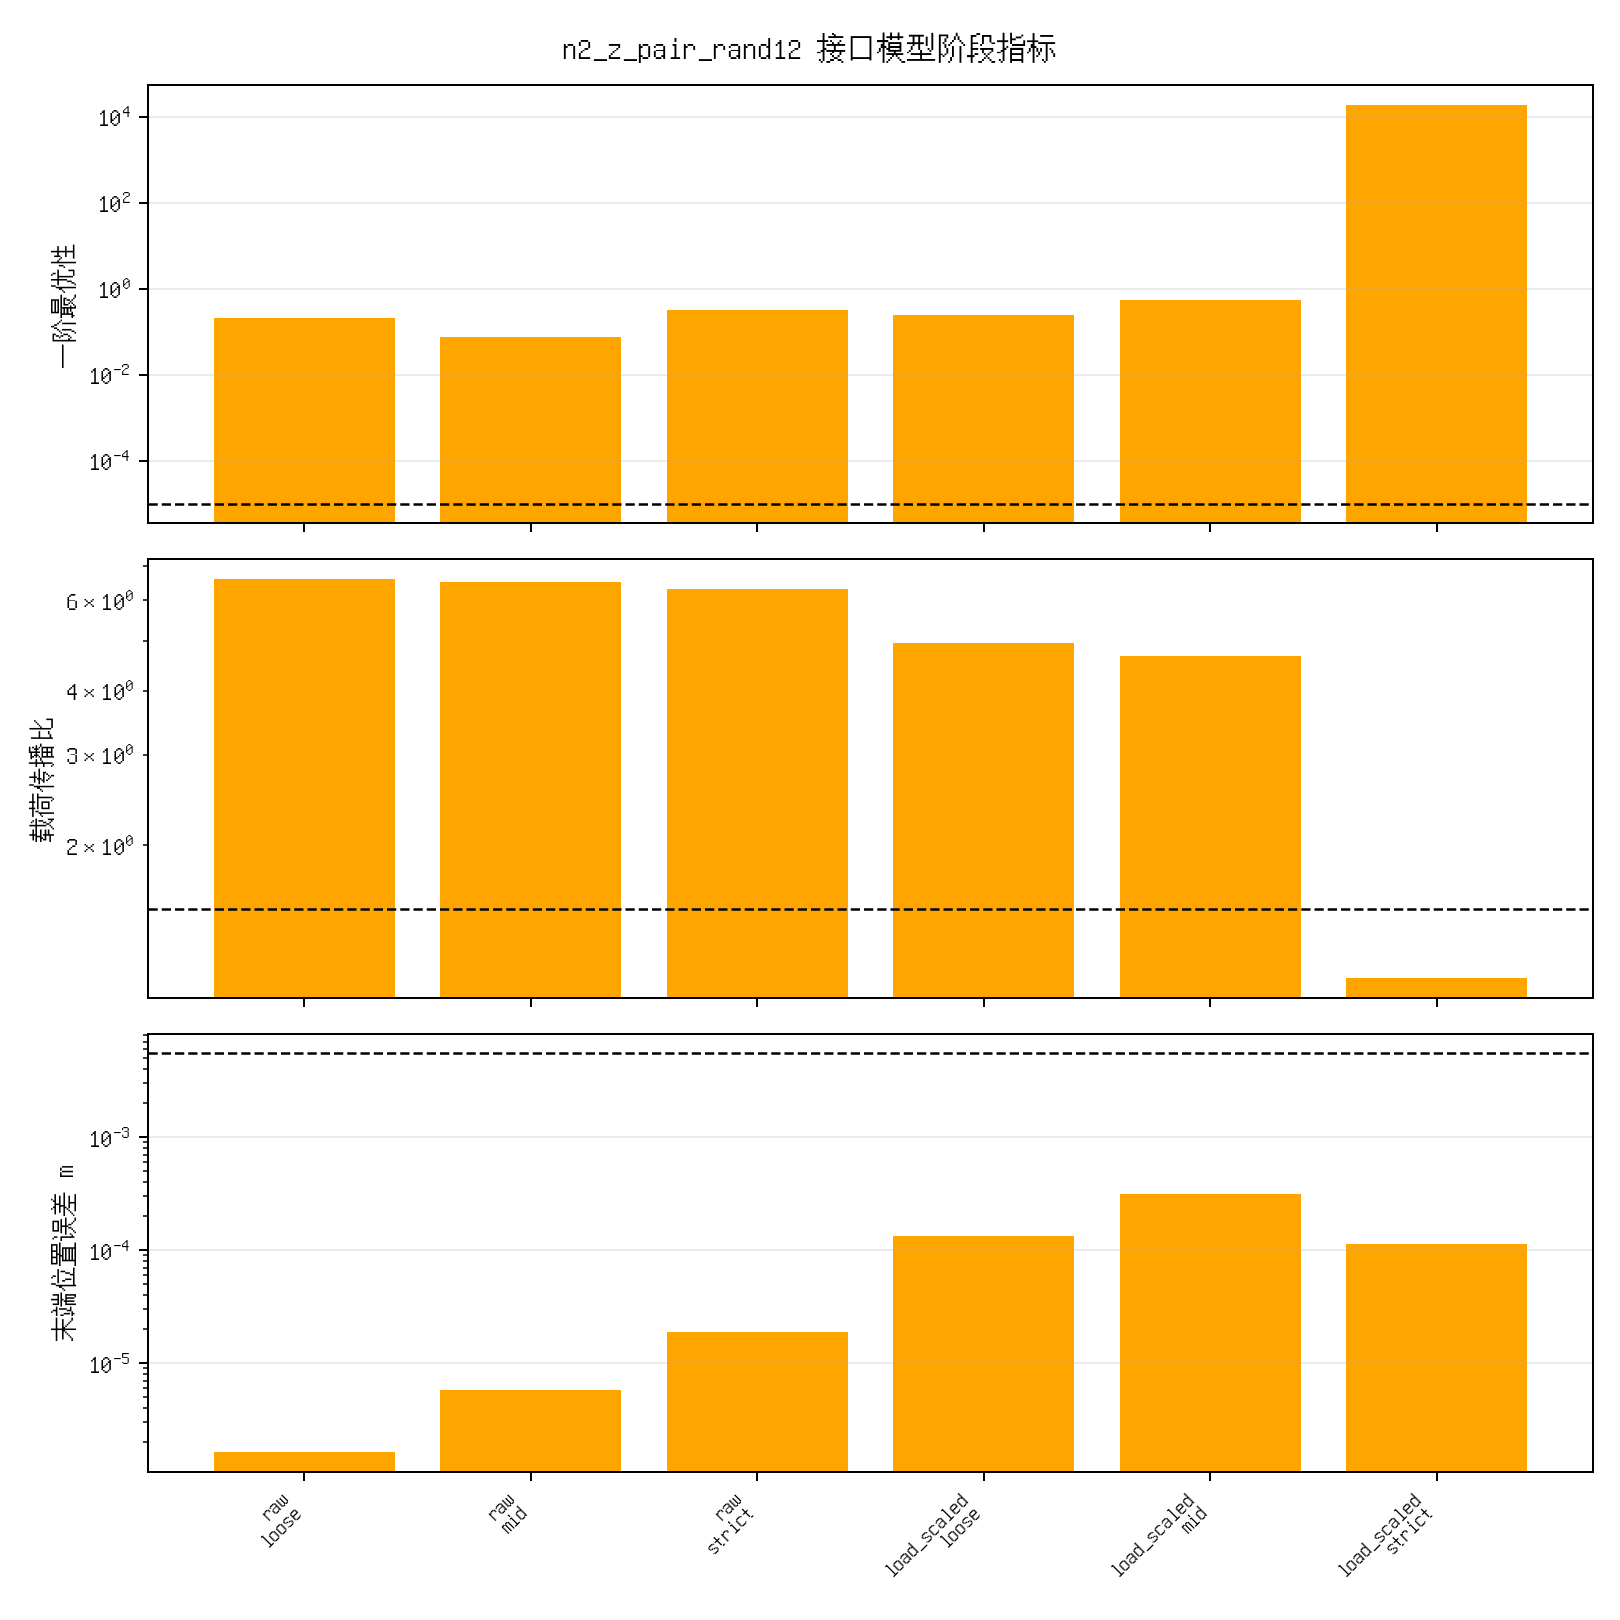 n2_z_pair_rand12 接口模型阶段指标
一阶最优性
10⁴
10²
10⁰
10⁻²
10⁻⁴
载荷传播比
6 × 10⁰
4 × 10⁰
3 × 10⁰
2 × 10⁰
末端位置误差 m
10⁻³
10⁻⁴
10⁻⁵
raw
loose
raw
mid
raw
strict
load_scaled
loose
load_scaled
mid
load_scaled
strict